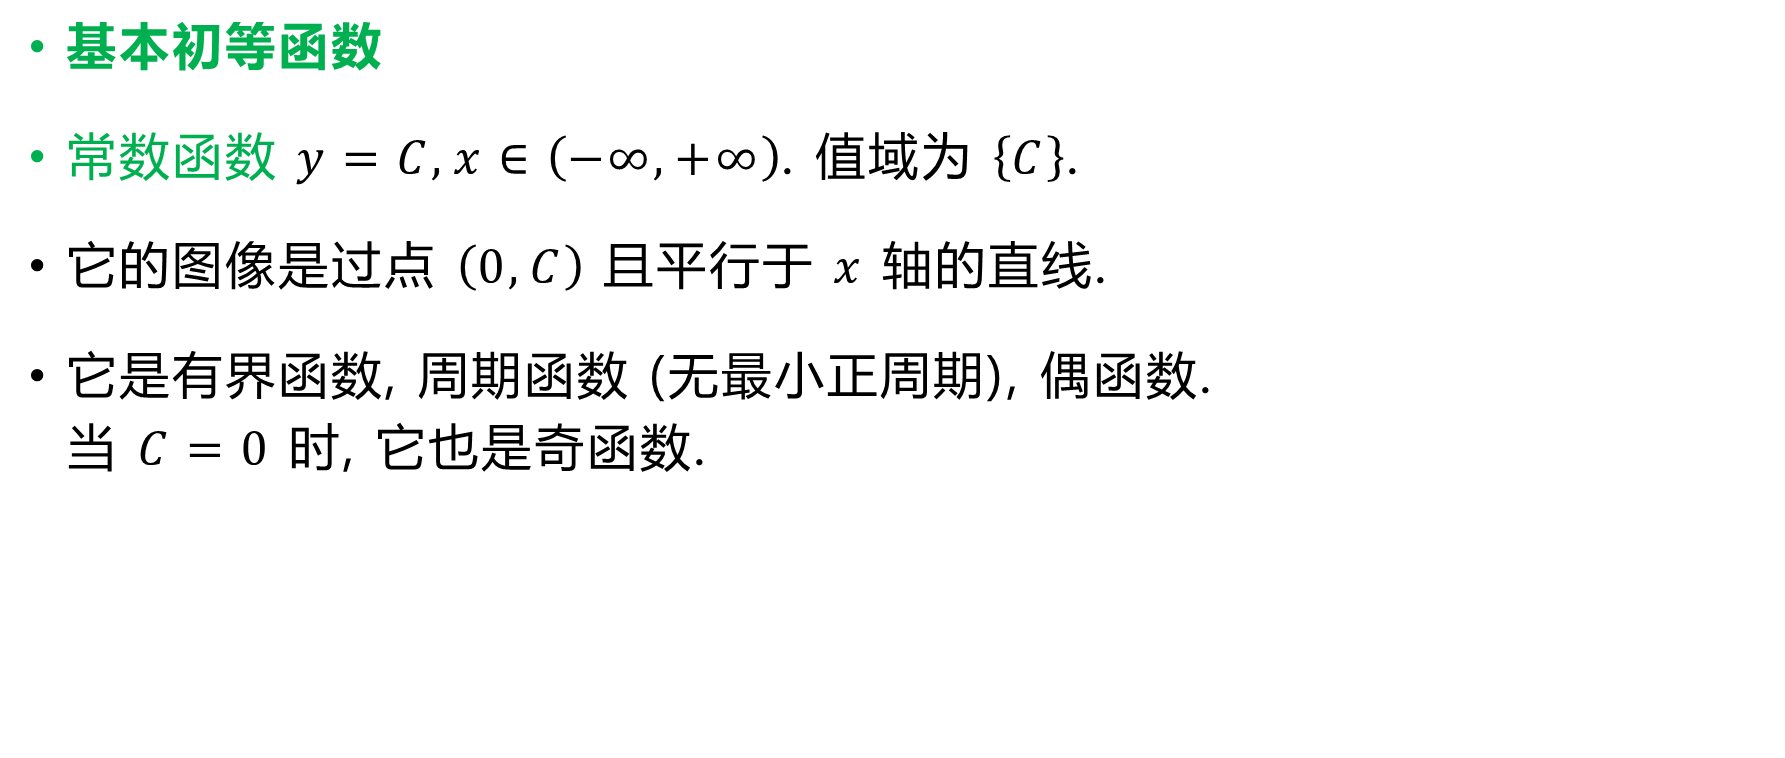 • 基本初等函数
• 常数函数 y = C, x ∈ (−∞, +∞). 值域为 {C}.
• 它的图像是过点 (0, C) 且平行于 x 轴的直线.
• 它是有界函数, 周期函数 (无最小正周期), 偶函数.
当 C = 0 时, 它也是奇函数.